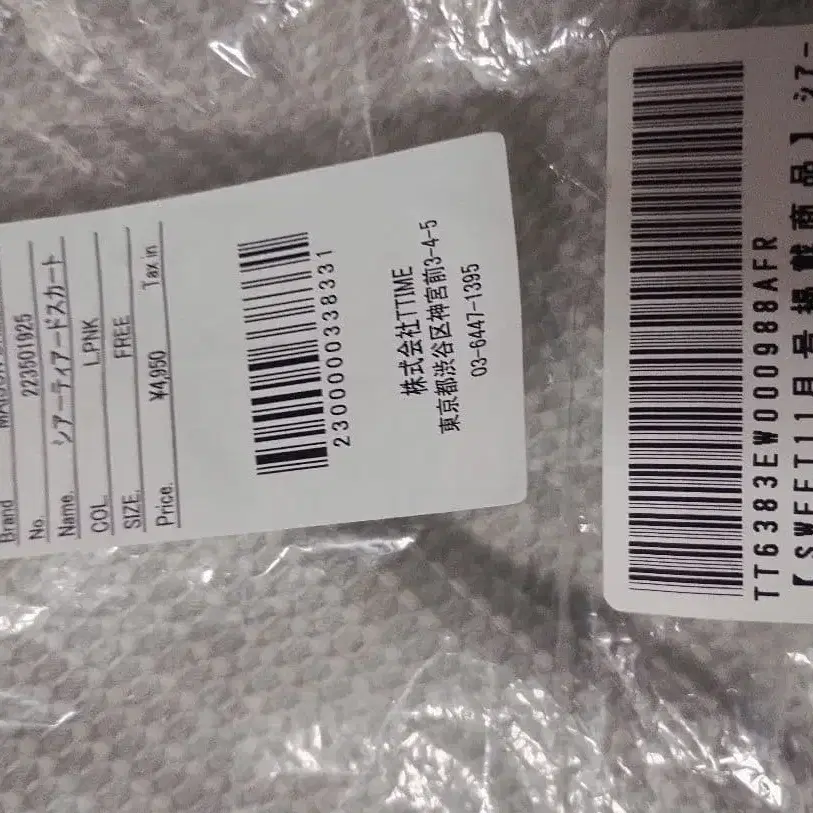 Brand
No. 223501925
Name. シアーティアードスカート
COL. L.PNK
SIZE. FREE
Price. ¥4,950 Tax in
2300000338331
株式会社TTIME
東京都渋谷区神宮前3-4-5
03-6447-1395
TT6383EW000988AFR
【SWEET11月号掲載商品】シアー